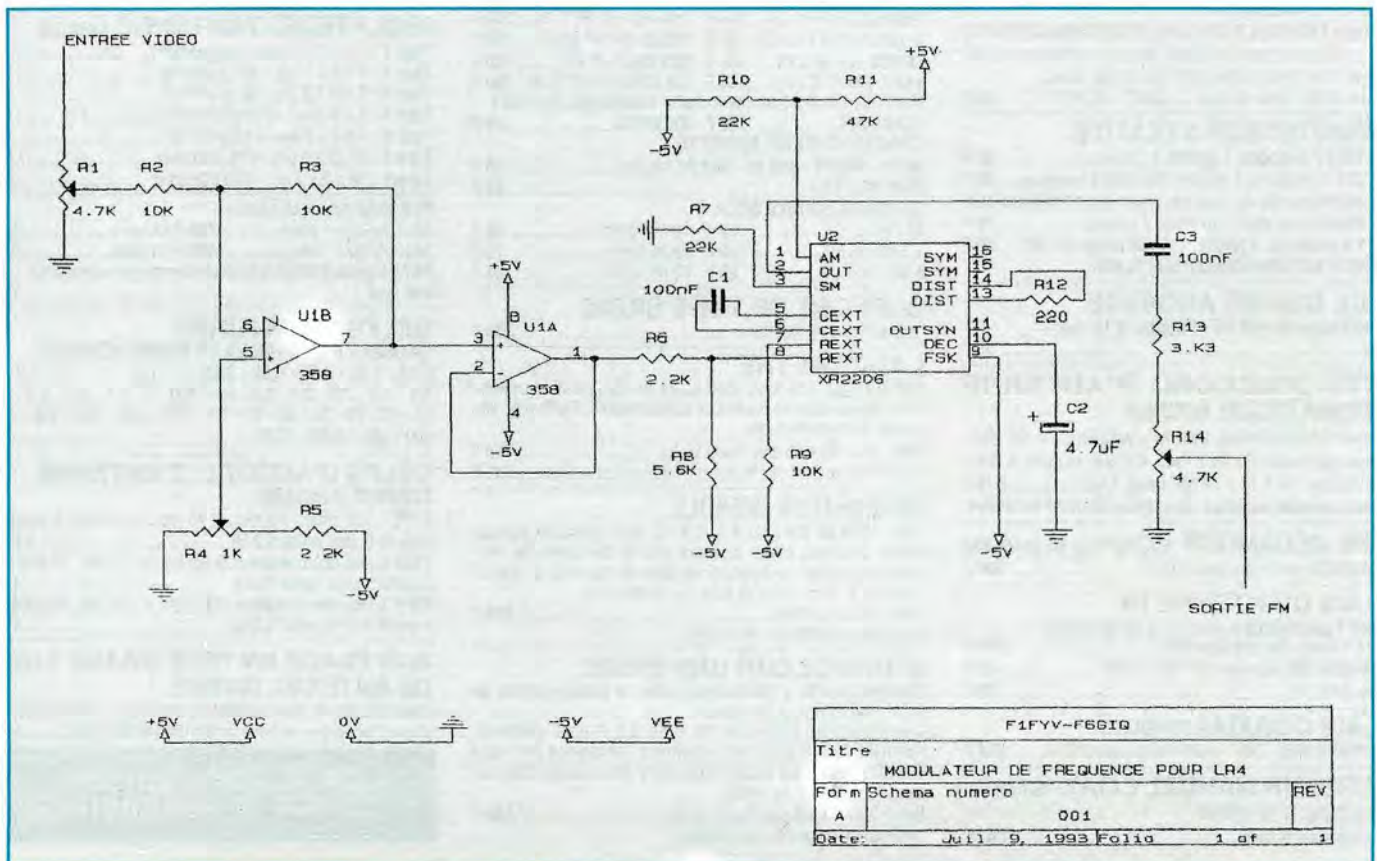 ENTREE VIDEO
R1
4.7K
R2
10K
R3
10K
6
5
U1B
7
358
+5V
8
U1A
3
2
1
358
4
-5V
R4 1K
R5
2.2K
-5V
R6
2.2K
R8
5.6K
-5V
R9
10K
-5V
R10
22K
-5V
R11
47K
+5V
R7
22K
C1
100nF
U2
1
2
3
5
6
7
8
AM
OUT
SM
CEXT
CEXT
REXT
REXT
SYM
SYM
DIST
DIST
OUTSYN
DEC
FSK
16
15
14
13
11
10
9
XR2206
R12
220
-5V
+
C2
4.7uF
C3
100nF
R13
3.K3
R14
4.7K
SORTIE FM
+5V VCC
0V
-5V VEE
F1FYV-F6GIQ
Titre
MODULATEUR DE FREQUENCE POUR LR4
Form Schema numero REV
A 001
Date: Juil 9, 1993 Folio 1 of 1